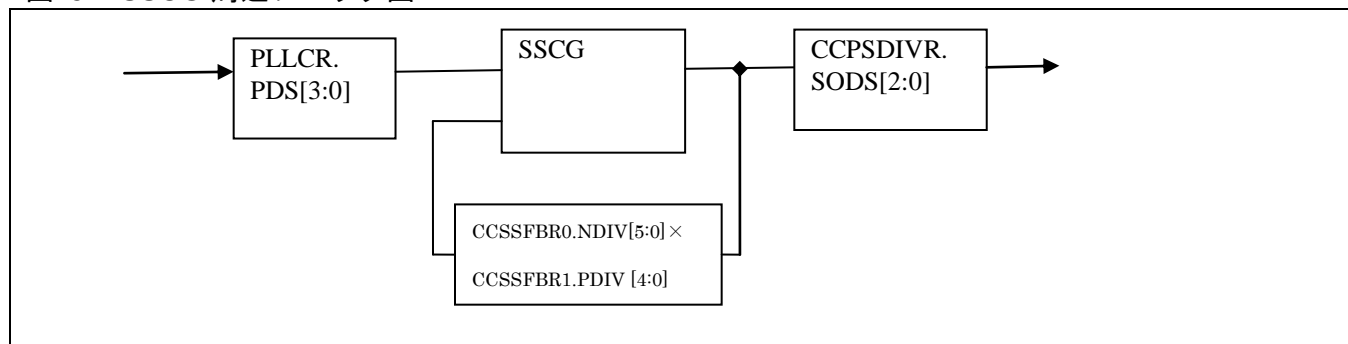 PLLCR.
PDS[3:0]
SSCG
CCPSDIVR.
SODS[2:0]
CCSSFBR0.NDIV[5:0]×
CCSSFBR1.PDIV [4:0]